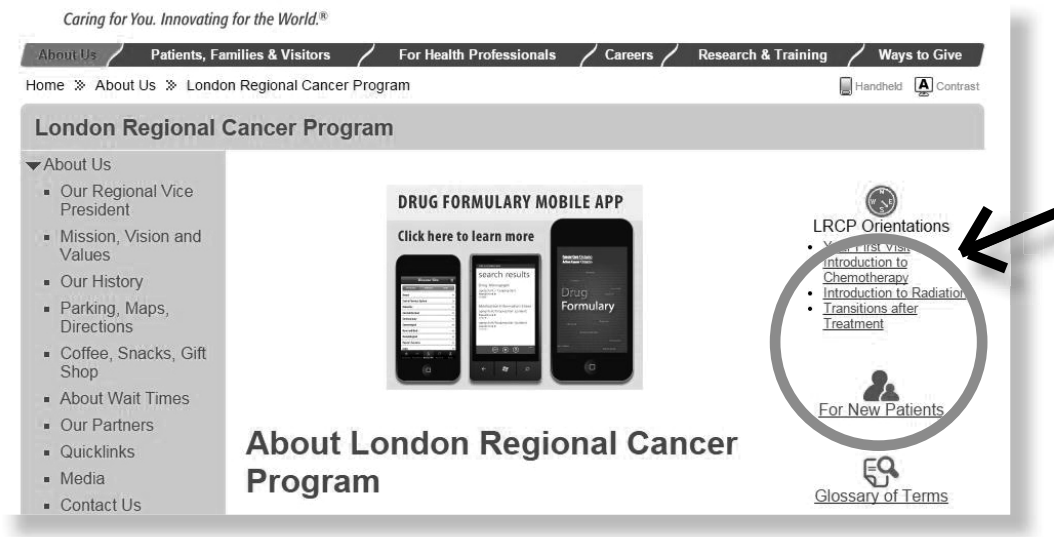 Caring for You. Innovating for the World.®
About Us
Patients, Families & Visitors
For Health Professionals
Careers
Research & Training
Ways to Give
Home » About Us » London Regional Cancer Program
Handheld
A Contrast
London Regional Cancer Program
About Us
Our Regional Vice
President
Mission, Vision and
Values
Our History
Parking, Maps,
Directions
Coffee, Snacks, Gift
Shop
About Wait Times
Our Partners
Quicklinks
Media
Contact Us
DRUG FORMULARY MOBILE APP
Click here to learn more
search results
Drug
Formulary
About London Regional Cancer
Program
LRCP Orientations
Your First Visit
Introduction to
Chemotherapy
Introduction to Radiation
Transitions after
Treatment
For New Patients
Glossary of Terms